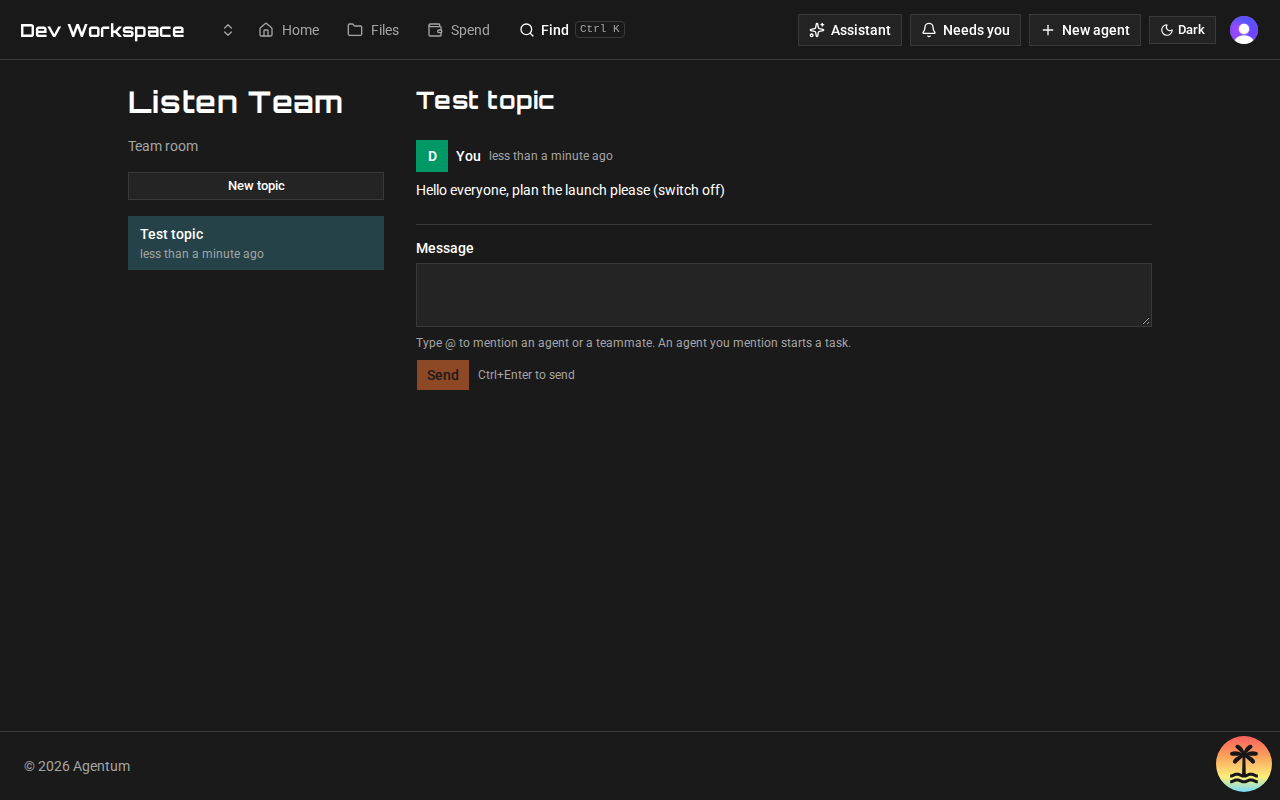 Dev Workspace
Home
Files
Spend
Find Ctrl K
Assistant
Needs you
New agent
Dark
Listen Team
Team room
New topic
Test topic
less than a minute ago
Test topic
D
You less than a minute ago
Hello everyone, plan the launch please (switch off)
Message
Type @ to mention an agent or a teammate. An agent you mention starts a task.
Send
Ctrl+Enter to send
© 2026 Agentum